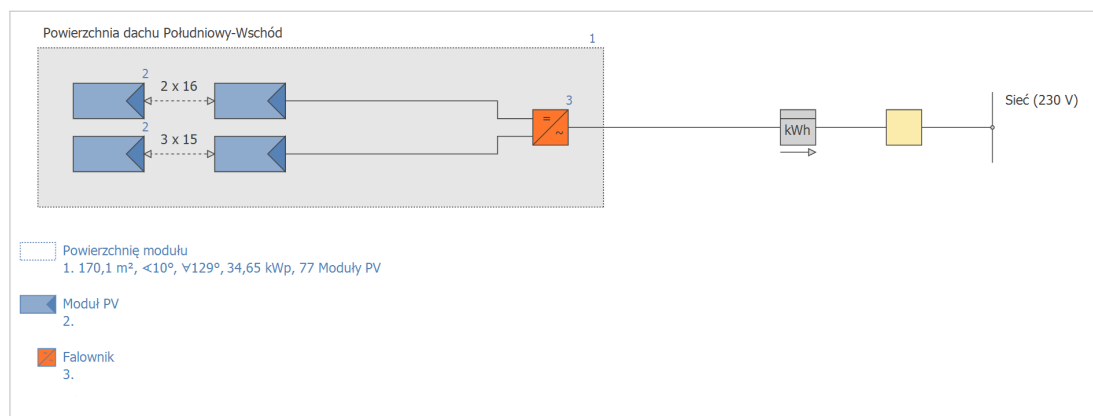 Powierzchnia dachu Południowy-Wschód
1
2
2 x 16
3
Sieć (230 V)
=
~
kWh
2
3 x 15
Powierzchnię modułu
1. 170,1 m², ∢10°, ∀129°, 34,65 kWp, 77 Moduły PV
Moduł PV
2.
Falownik
3.